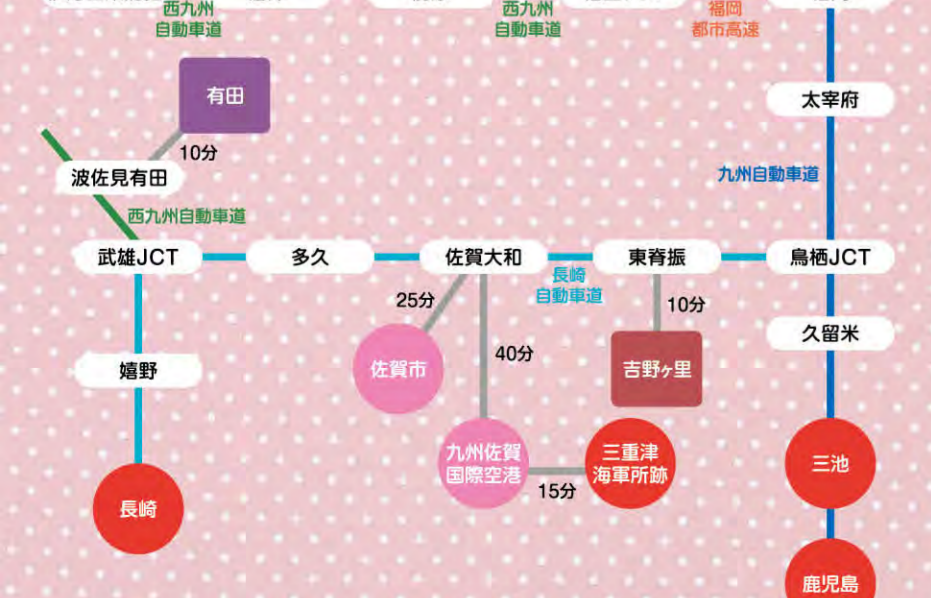 西九州
自動車道
西九州
自動車道
福岡
都市高速
有田
太宰府
10分
波佐見有田
九州自動車道
西九州自動車道
武雄JCT
多久
佐賀大和
東脊振
鳥栖JCT
長崎
自動車道
25分
10分
久留米
40分
嬉野
佐賀市
吉野ヶ里
九州佐賀
国際空港
15分
三重津
海軍所跡
三池
長崎
鹿児島